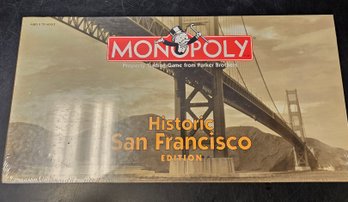 MONOPOLY
Property Trading Game from Parker Brothers
Historic
San Francisco
EDITION